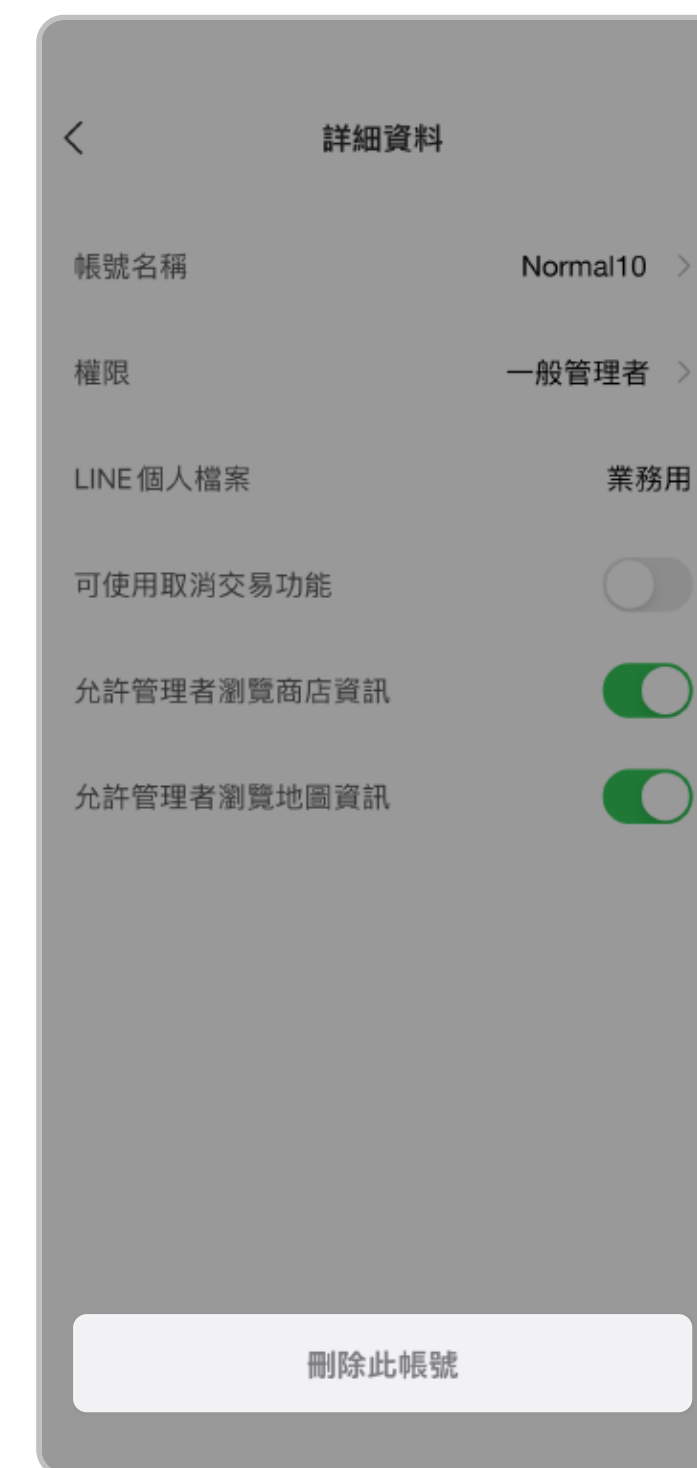 詳細資料
帳號名稱 Normal10
權限 一般管理者
LINE個人檔案 業務用
可使用取消交易功能
允許管理者瀏覽商店資訊
允許管理者瀏覽地圖資訊
刪除此帳號